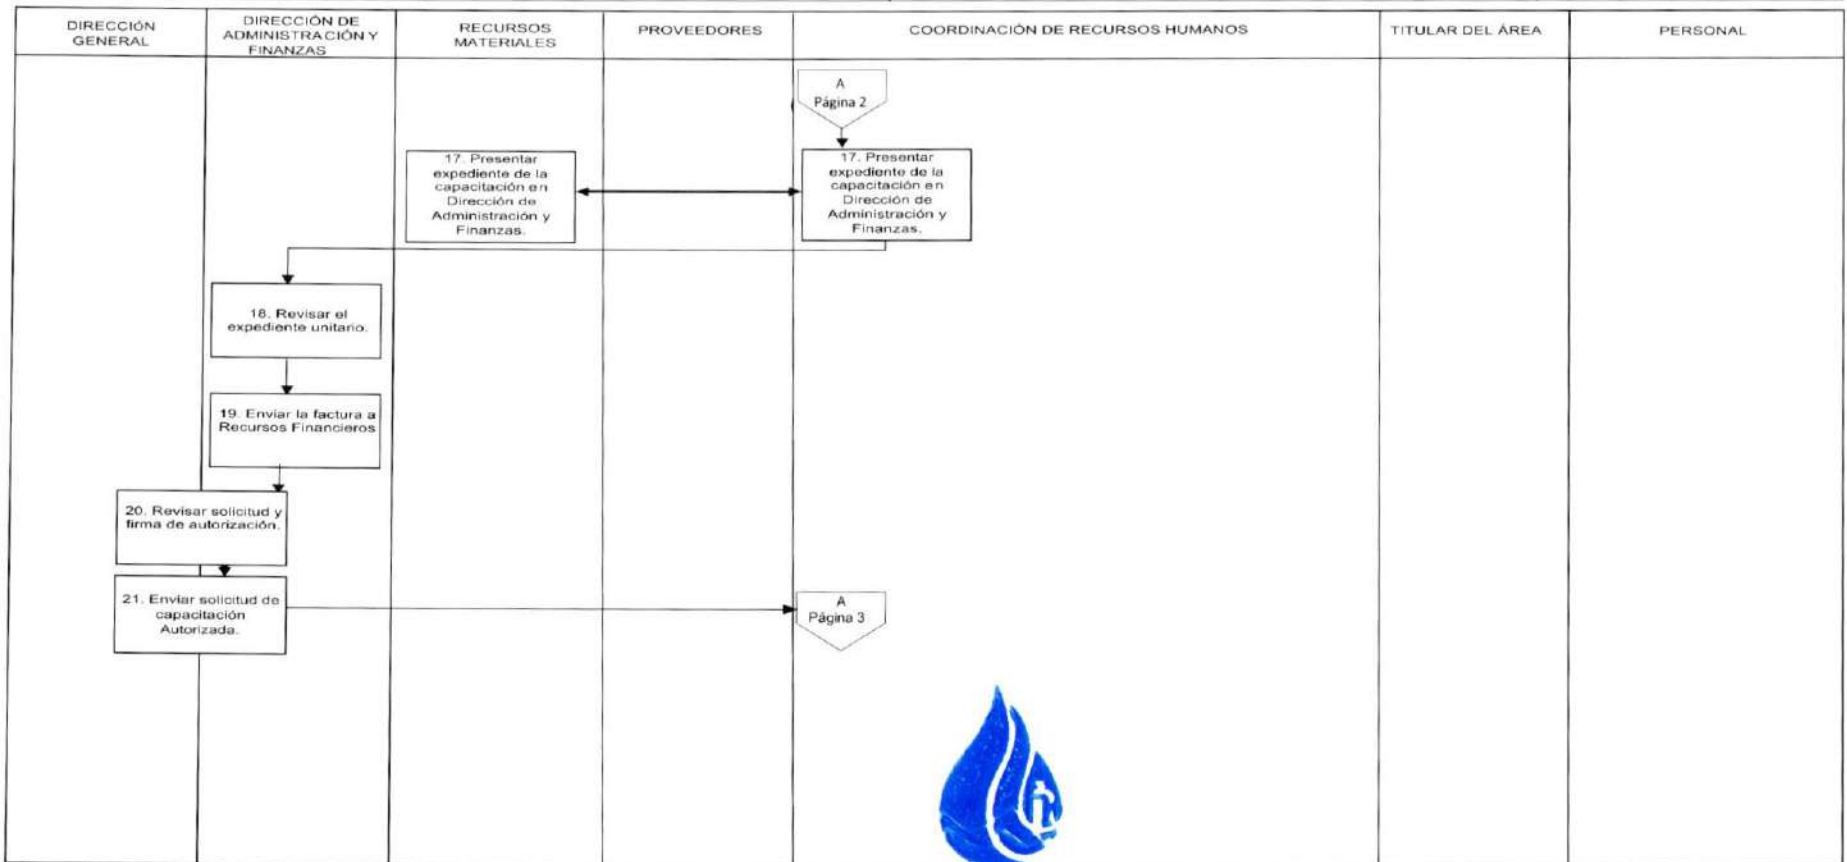 DIRECCIÓN
GENERAL
DIRECCIÓN DE
ADMINISTRACIÓN Y
FINANZAS
RECURSOS
MATERIALES
PROVEEDORES
COORDINACIÓN DE RECURSOS HUMANOS
TITULAR DEL ÁREA
PERSONAL
A
Página 2
17. Presentar
expediente de la
capacitación en
Dirección de
Administración y
Finanzas.
17. Presentar
expediente de la
capacitación en
Dirección de
Administración y
Finanzas.
18. Revisar el
expediente unitario.
19. Enviar la factura a
Recursos Financieros
20. Revisar solicitud y
firma de autorización.
21. Enviar solicitud de
capacitación
Autorizada.
A
Página 3